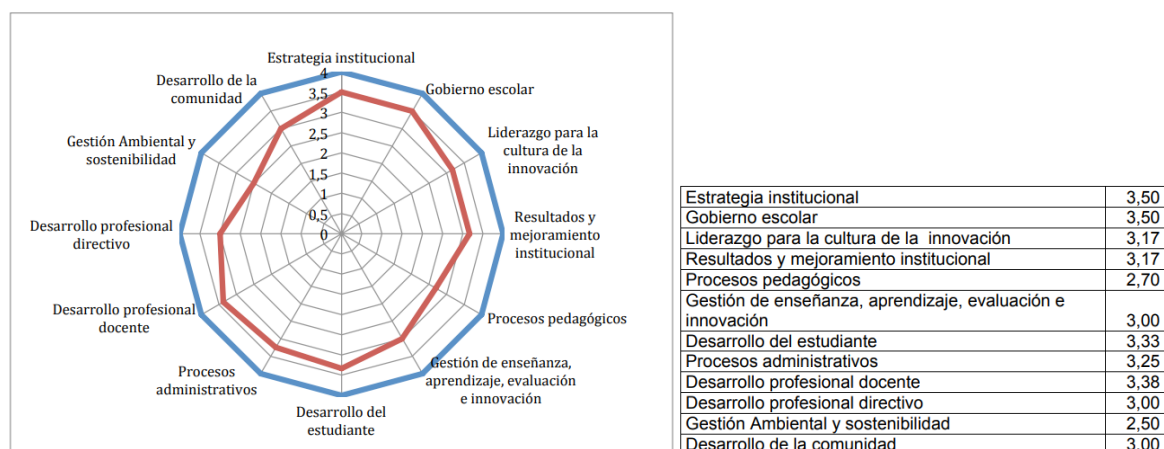 Estrategia institucional
4
3,5
3
2,5
2
1,5
1
0,5
0
Gobierno escolar
Liderazgo para la
cultura de la
innovación
Resultados y
mejoramiento
institucional
Procesos pedagógicos
Gestión de enseñanza,
aprendizaje, evaluación
e innovación
Desarrollo del
estudiante
Procesos
administrativos
Desarrollo profesional
docente
Desarrollo profesional
directivo
Gestión Ambiental y
sostenibilidad
Desarrollo de la
comunidad
Estrategia institucional 3,50
Gobierno escolar 3,50
Liderazgo para la cultura de la innovación 3,17
Resultados y mejoramiento institucional 3,17
Procesos pedagógicos 2,70
Gestión de enseñanza, aprendizaje, evaluación e
innovación 3,00
Desarrollo del estudiante 3,33
Procesos administrativos 3,25
Desarrollo profesional docente 3,38
Desarrollo profesional directivo 3,00
Gestión Ambiental y sostenibilidad 2,50
Desarrollo de la comunidad 3,00